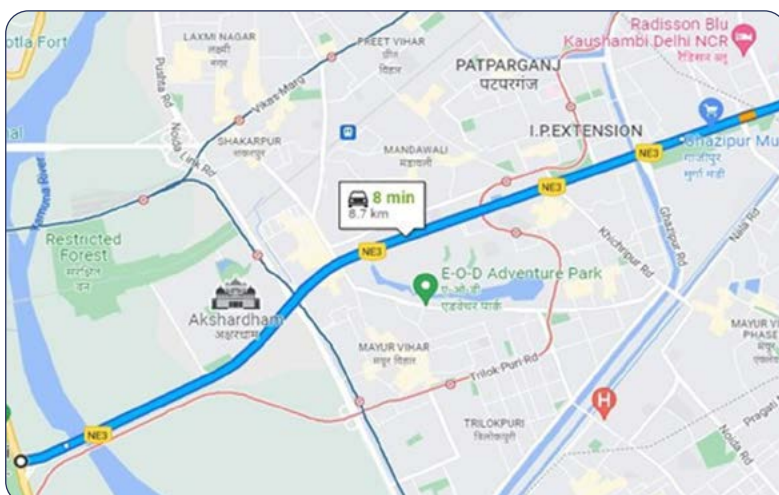 otla Fort
LAXMI NAGAR
लक्ष्मी
नगर
PREET VIHAR
प्रीत
विहार
Radisson Blu
Kaushambi Delhi NCR
रैडिसन ब्लू
PATPARGANJ
पटपरगंज
Pushta Rd
Vikas Marg
Noida Link Rd
SHAKARPUR
शकरपुर
MANDAWALI
मंडावली
I.P.EXTENSION
Ghazipur Mu
गाजीपुर
मुर्गा मंडी
NE3
NE3
8 min
8.7 km
Yamuna River
Restricted
Forest
NE3
Khichripur Rd
Ghazipur Rd
Nala Rd
E-O-D Adventure Park
ए-ओ-डी
एडवेंचर पार्क
Akshardham
अक्षरधाम
MAYUR VIHAR
मयूर विहार
MAYUR VI
PHASE
मयूर
Trilok Puri Rd
H
TRILOKPURI
त्रिलोकपुरी
NE3
Pragati
Noida Rd